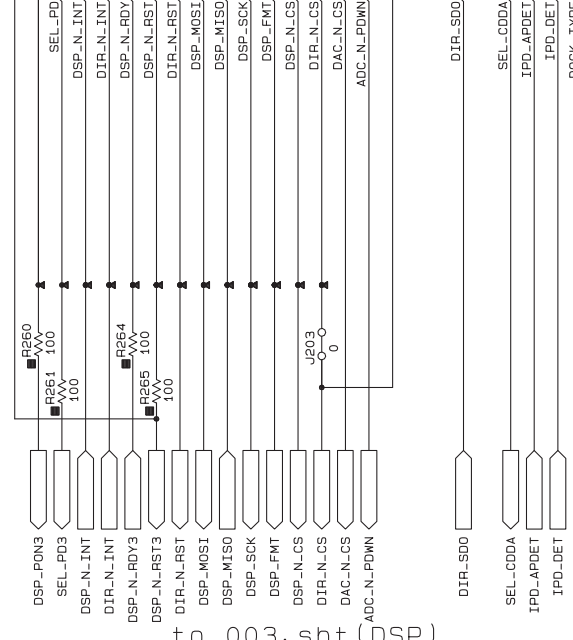 SEL_PD
DSP_N_INT
DIR_N_INT
DSP_N_RDY
DSP_N_RST
DIR_N_RST
DSP_MOSI
DSP_MISO
DSP_SCK
DSP_FMT
DSP_N_CS
DIR_N_CS
DAC_N_CS
ADC_N_PDWN
DIR_SDO
SEL_CDDA
IPD_APDET
IPD_DET
R260
100
R261
100
R264
100
R265
100
J203
0
DSP_PON3
SEL_PD3
DSP_N_INT
DIR_N_INT
DSP_N_RDY3
DSP_N_RST3
DIR_N_RST
DSP_MOSI
DSP_MISO
DSP_SCK
DSP_FMT
DSP_N_CS
DIR_N_CS
DAC_N_CS
ADC_N_PDWN
DIR_SDO
SEL_CDDA
IPD_APDET
IPD_DET
to 003.sht(DSP)